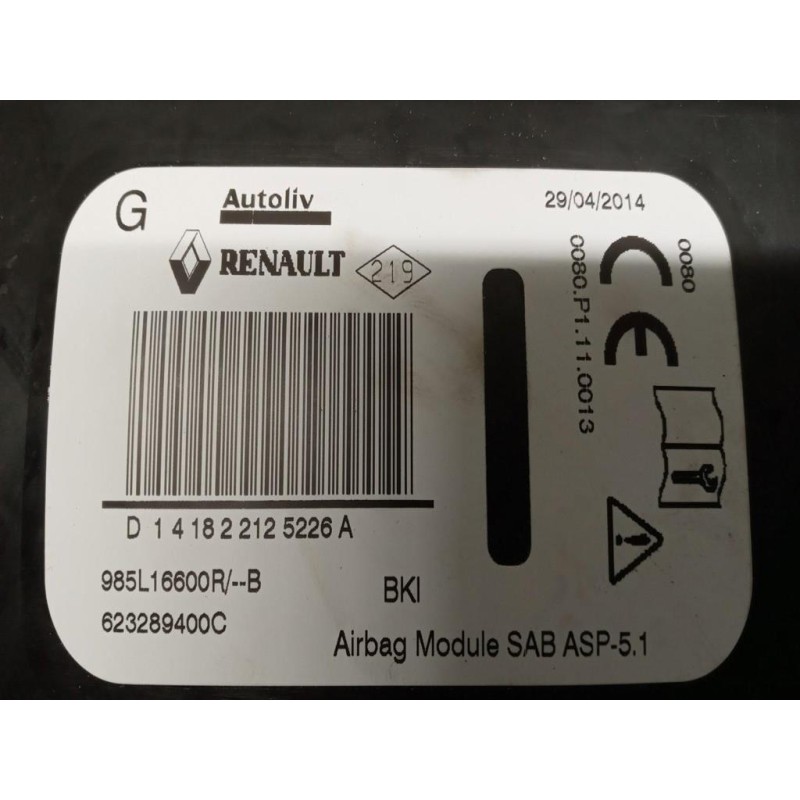 G
Autoliv
29/04/2014
RENAULT
219
0080
0080.P1.11.0013
D 1 4 18 2 212 5226 A
985L16600R/--B
623289400C
BKI
Airbag Module SAB ASP-5.1